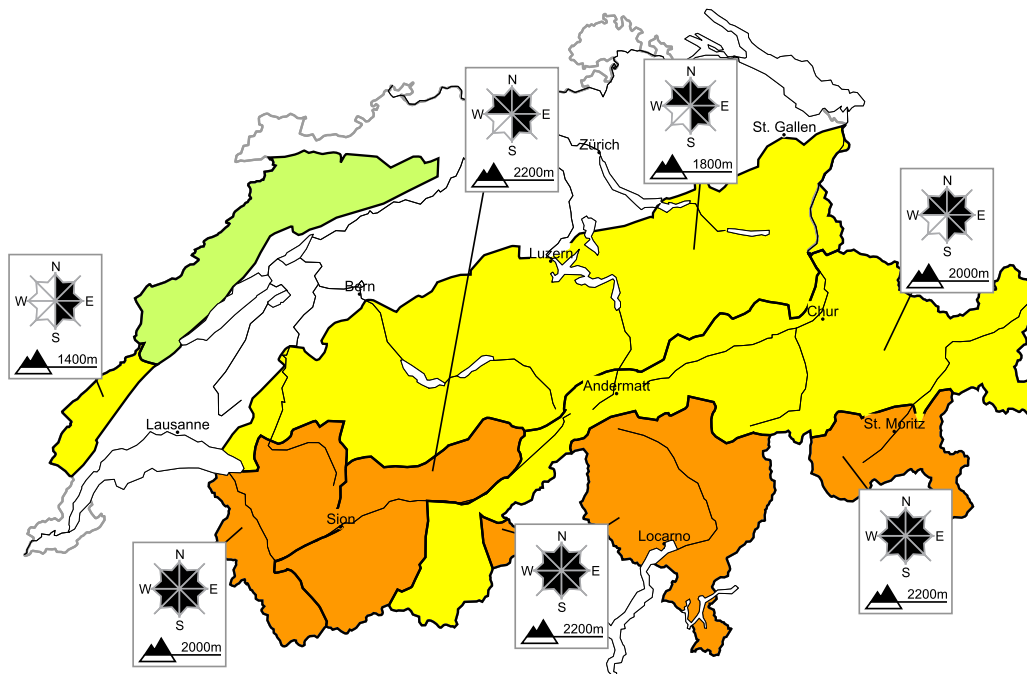 N
W E
S
2200m
N
W E
S
1800m
St. Gallen
Zürich
N
W E
S
2000m
Luzern
N
W E
S
1400m
Bern
Chur
Andermatt
Lausanne
St. Moritz
Sion
Locarno
N
W E
S
2000m
N
W E
S
2200m
N
W E
S
2200m